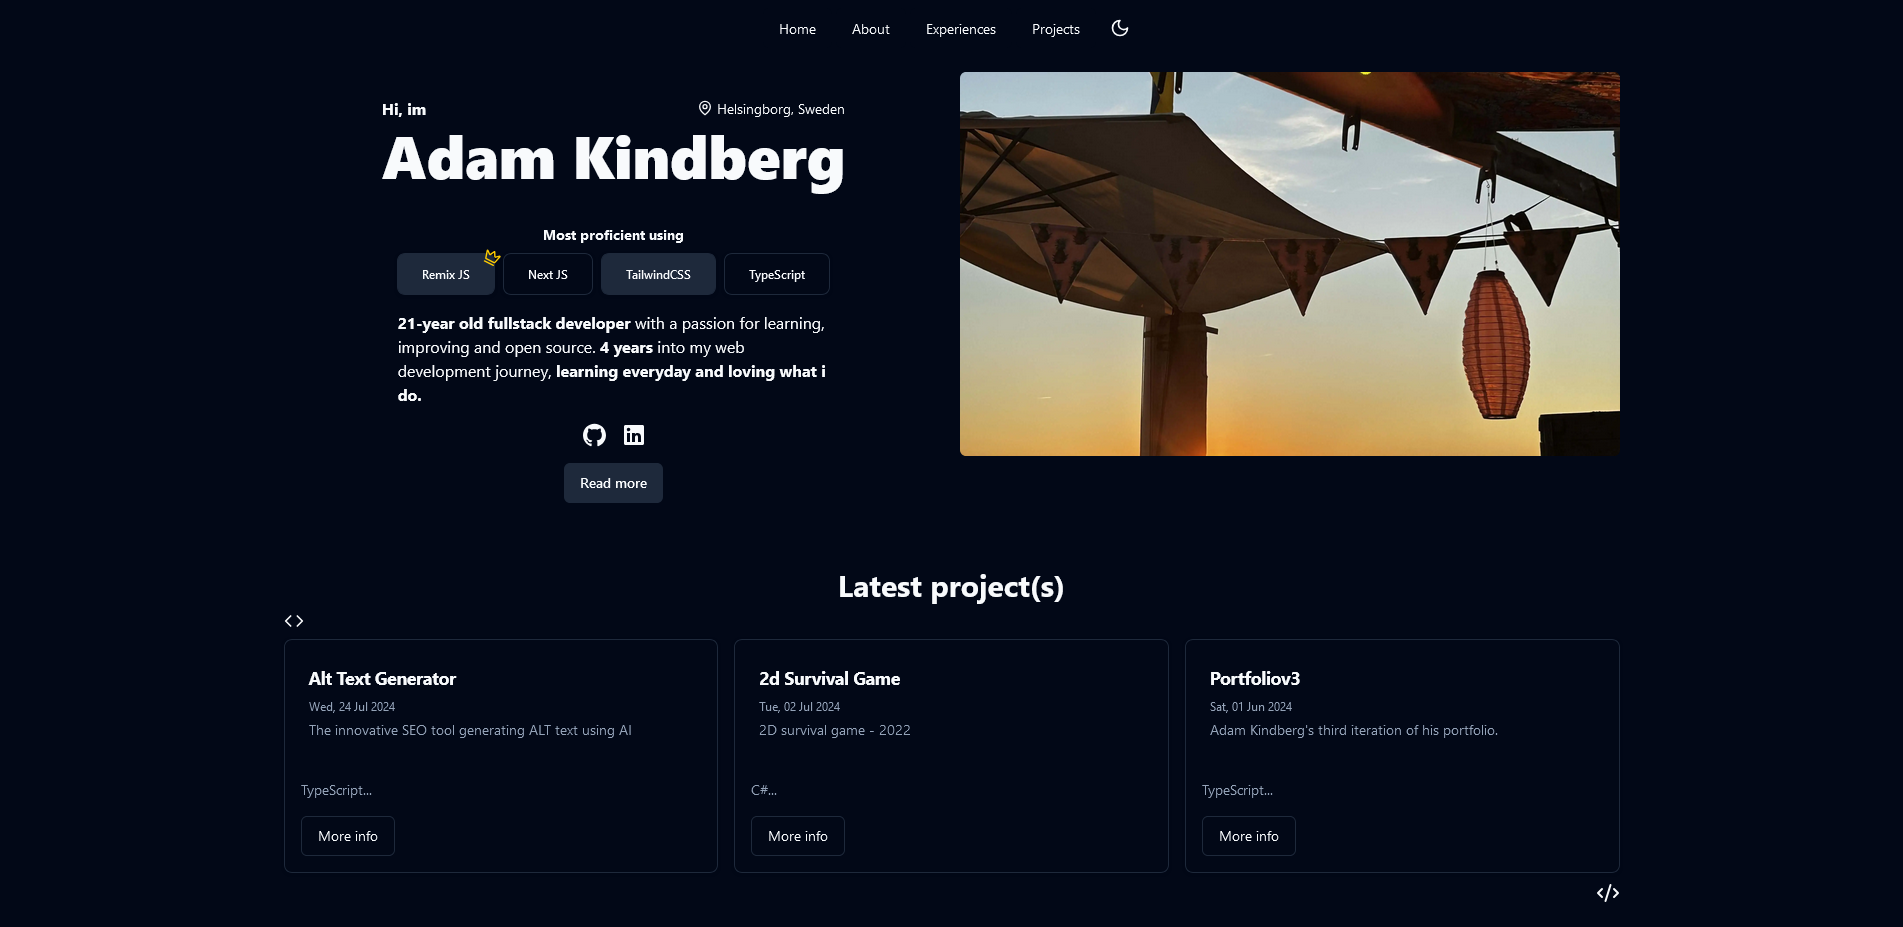 Home About Experiences Projects
Hi, im
Helsingborg, Sweden
Adam Kindberg
Most proficient using
Remix JS Next JS TailwindCSS TypeScript
21-year old fullstack developer with a passion for learning,
improving and open source. 4 years into my web
development journey, learning everyday and loving what i
do.
Read more
Latest project(s)
Alt Text Generator
Wed, 24 Jul 2024
The innovative SEO tool generating ALT text using AI
TypeScript...
More info
2d Survival Game
Tue, 02 Jul 2024
2D survival game - 2022
C#...
More info
Portfoliov3
Sat, 01 Jun 2024
Adam Kindberg's third iteration of his portfolio.
TypeScript...
More info